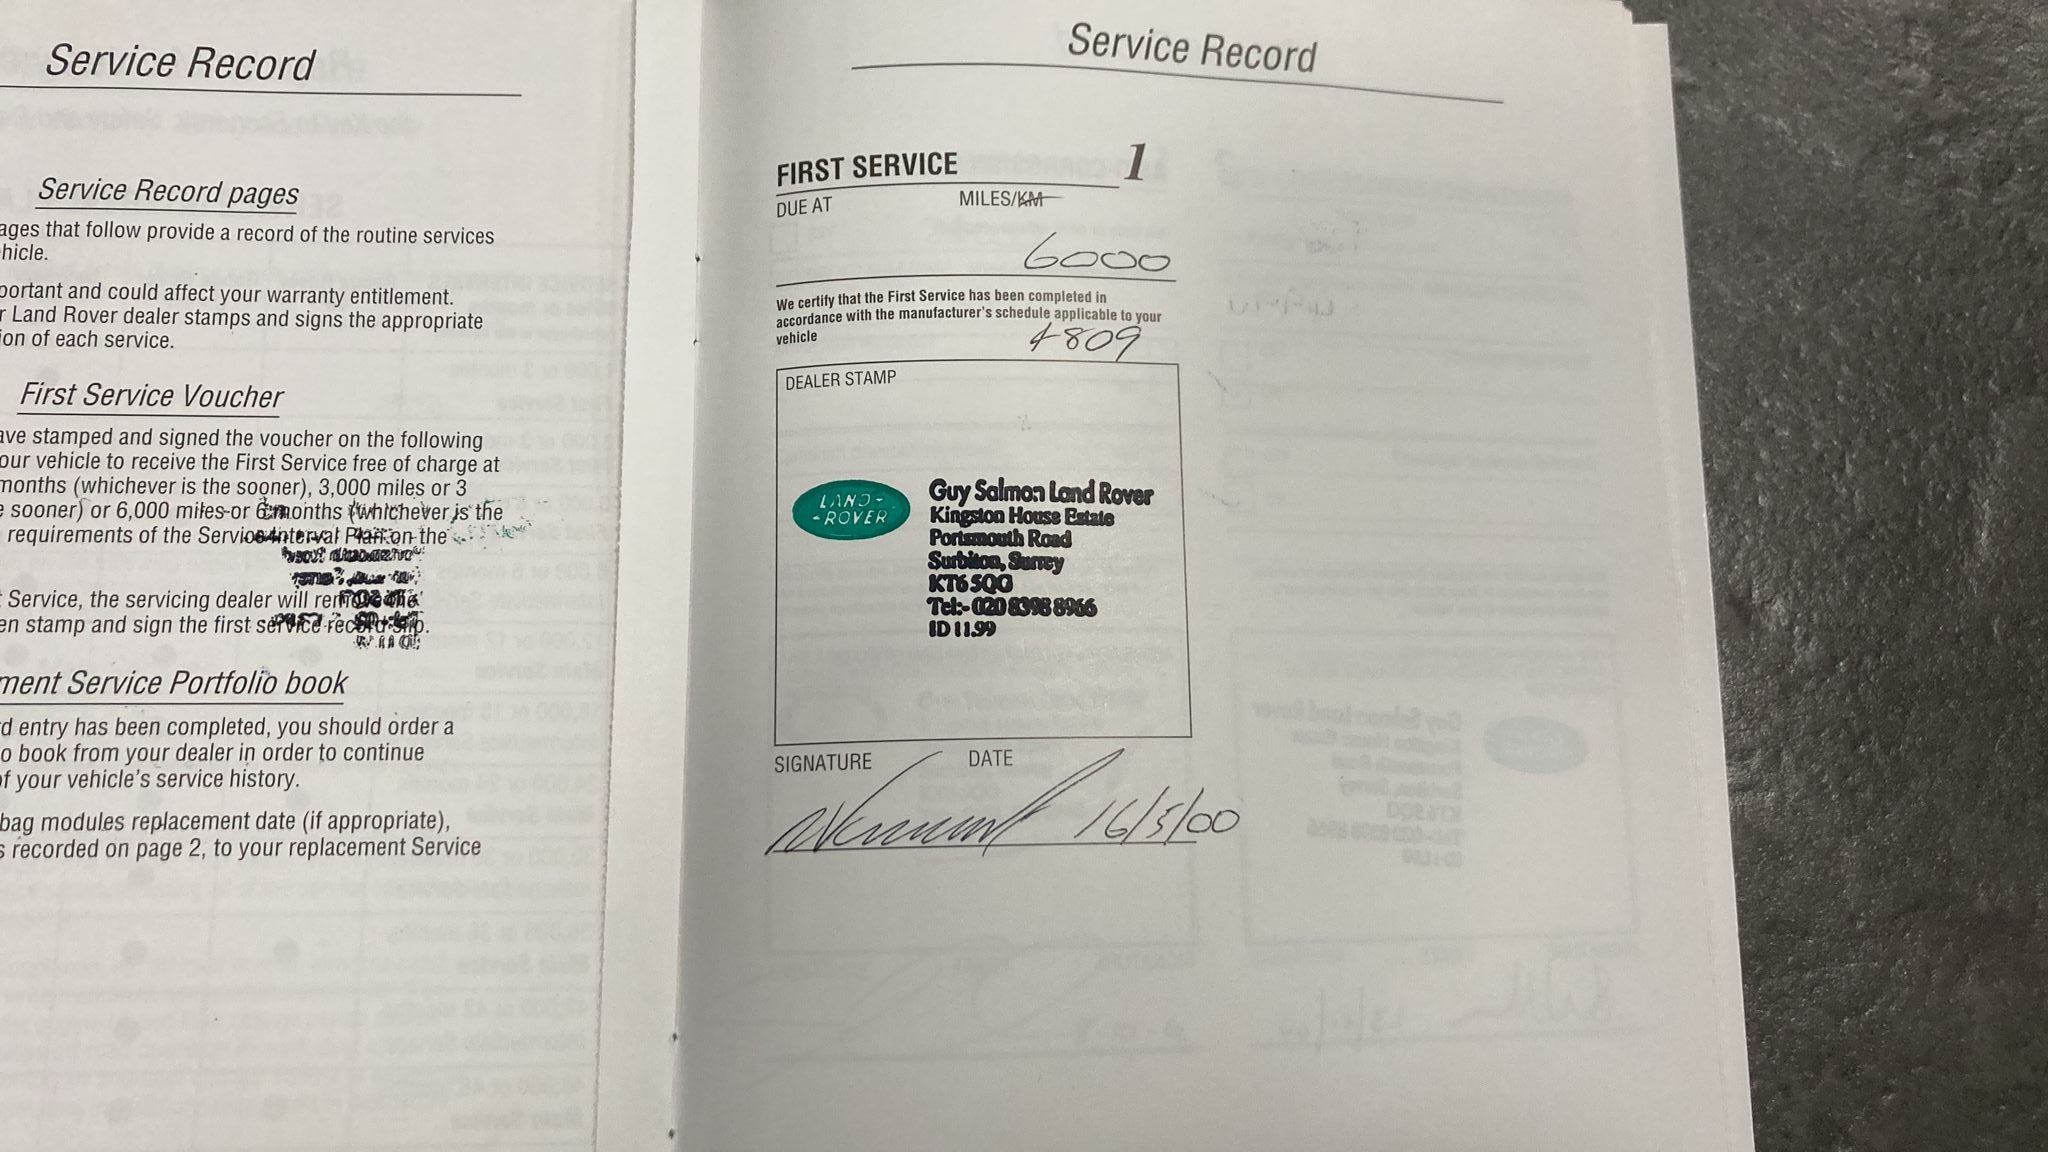 Service Record
Service Record pages
ages that follow provide a record of the routine services
hicle.
portant and could affect your warranty entitlement.
r Land Rover dealer stamps and signs the appropriate
ion of each service.
First Service Voucher
ave stamped and signed the voucher on the following
our vehicle to receive the First Service free of charge at
months (whichever is the sooner), 3,000 miles or 3
e sooner) or 6,000 miles or 6 months (whichever is the
requirements of the Service Interval Plan on the
t Service, the servicing dealer will remove the
en stamp and sign the first service record slip.
ment Service Portfolio book
d entry has been completed, you should order a
o book from your dealer in order to continue
of your vehicle's service history.
bag modules replacement date (if appropriate),
s recorded on page 2, to your replacement Service
Service Record
FIRST SERVICE 1
DUE AT MILES/KM
6000
We certify that the First Service has been completed in
accordance with the manufacturer's schedule applicable to your
vehicle
4809
DEALER STAMP
LAND-
-ROVER
Guy Salmon Land Rover
Kingston House Estate
Portsmouth Road
Surbiton, Surrey
KT6 5QG
Tel:- 020 8398 8966
ID 11.99
SIGNATURE DATE
16/5/00